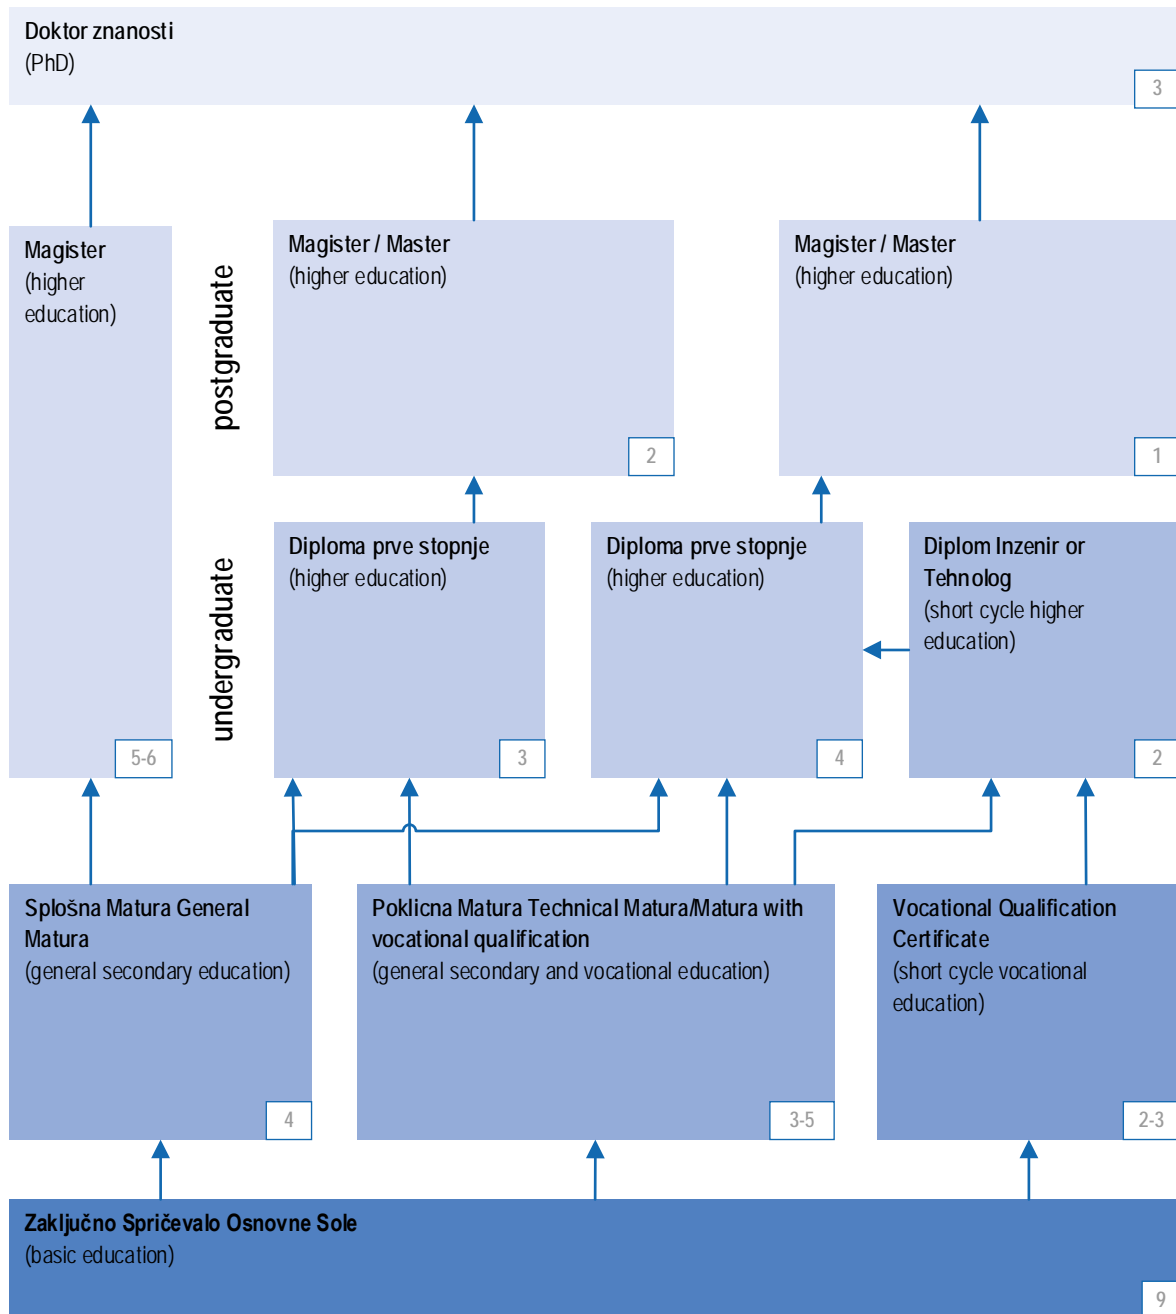 Doktor znanosti
(PhD)
3
Magister
(higher
education)
5-6
postgraduate
Magister / Master
(higher education)
2
Magister / Master
(higher education)
1
undergraduate
Diploma prve stopnje
(higher education)
3
Diploma prve stopnje
(higher education)
4
Diplom Inzenir or
Tehnolog
(short cycle higher
education)
2
Splošna Matura General
Matura
(general secondary education)
4
Poklicna Matura Technical Matura/Matura with
vocational qualification
(general secondary and vocational education)
3-5
Vocational Qualification
Certificate
(short cycle vocational
education)
2-3
Zaključno Spričevalo Osnovne Sole
(basic education)
9